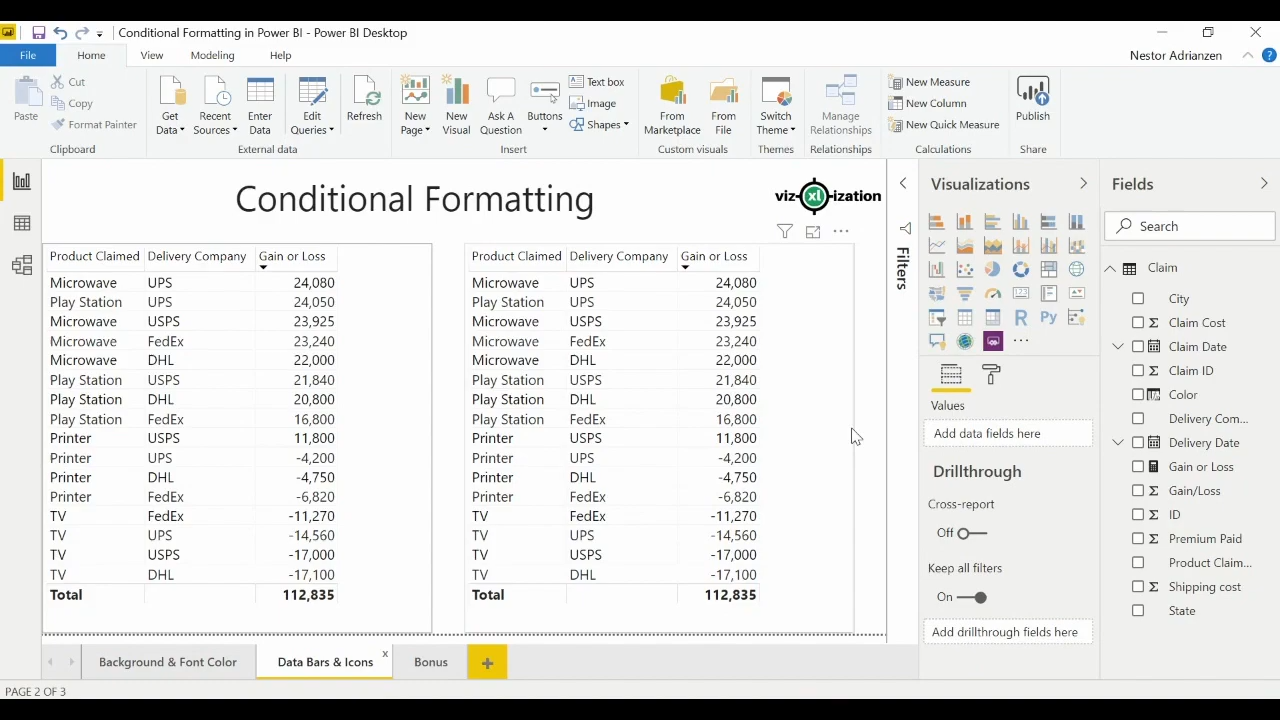 Conditional Formatting in Power BI - Power BI Desktop
File Home View Modeling Help Nestor Adrianzen ?
Paste Cut Copy Format Painter Clipboard
Get Data Recent Sources Enter Data Edit Queries Refresh External data
New Page New Visual Ask A Question Buttons Text box Image Shapes Insert
From Marketplace From File Custom visuals
Switch Theme Themes
Manage Relationships Relationships
New Measure New Column New Quick Measure Calculations
Publish Share
Conditional Formatting
viz-xl-ization
Product Claimed Delivery Company Gain or Loss
Microwave UPS 24,080
Play Station UPS 24,050
Microwave USPS 23,925
Microwave FedEx 23,240
Microwave DHL 22,000
Play Station USPS 21,840
Play Station DHL 20,800
Play Station FedEx 16,800
Printer USPS 11,800
Printer UPS -4,200
Printer DHL -4,750
Printer FedEx -6,820
TV FedEx -11,270
TV UPS -14,560
TV USPS -17,000
TV DHL -17,100
Total 112,835
Product Claimed Delivery Company Gain or Loss
Microwave UPS 24,080
Play Station UPS 24,050
Microwave USPS 23,925
Microwave FedEx 23,240
Microwave DHL 22,000
Play Station USPS 21,840
Play Station DHL 20,800
Play Station FedEx 16,800
Printer USPS 11,800
Printer UPS -4,200
Printer DHL -4,750
Printer FedEx -6,820
TV FedEx -11,270
TV UPS -14,560
TV USPS -17,000
TV DHL -17,100
Total 112,835
Filters
Visualizations
R Py
Values
Add data fields here
Drillthrough
Cross-report
Off
Keep all filters
On
Add drillthrough fields here
Fields
Search
Claim
City
Claim Cost
Claim Date
Claim ID
Color
Delivery Com...
Delivery Date
Gain or Loss
Gain/Loss
ID
Premium Paid
Product Claim...
Shipping cost
State
Background & Font Color Data Bars & Icons x Bonus +
PAGE 2 OF 3